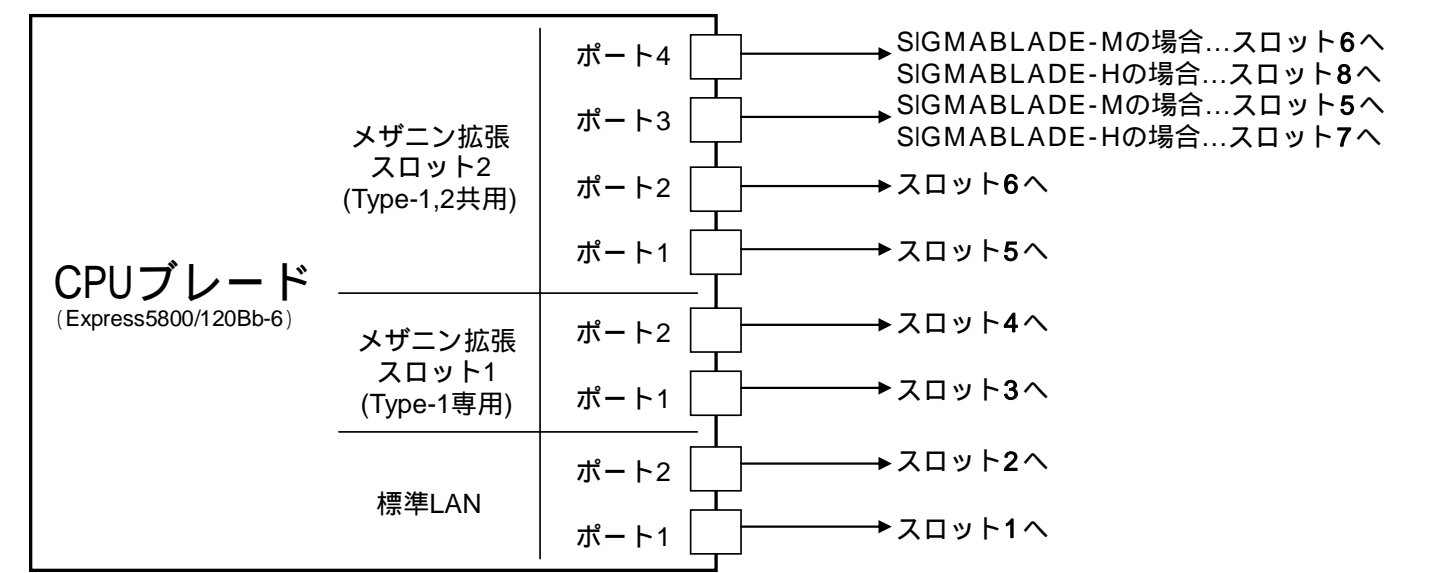 CPUブレード
(Express5800/120Bb-6)
メザニン拡張
スロット2
(Type-1,2共用)
ポート4
SIGMABLADE-Mの場合…スロット6へ
SIGMABLADE-Hの場合…スロット8へ
ポート3
SIGMABLADE-Mの場合…スロット5へ
SIGMABLADE-Hの場合…スロット7へ
ポート2
スロット6へ
ポート1
スロット5へ
メザニン拡張
スロット1
(Type-1専用)
ポート2
スロット4へ
ポート1
スロット3へ
標準LAN
ポート2
スロット2へ
ポート1
スロット1へ